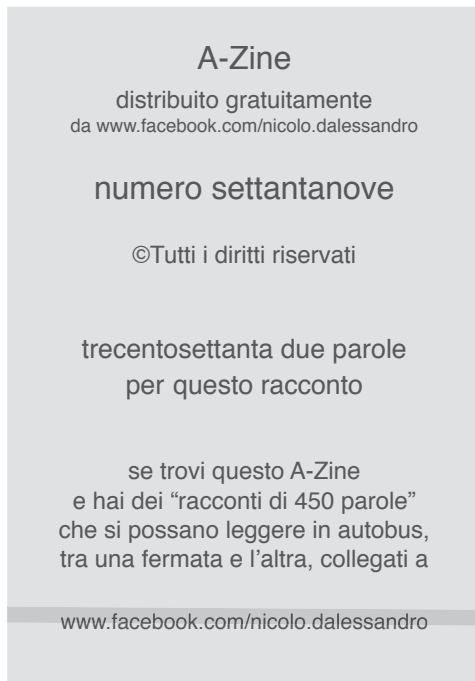 A-Zine
distribuito gratuitamente
da www.facebook.com/nicolo.dalessandro
numero settantanove
©Tutti i diritti riservati
trecentosettanta due parole
per questo racconto
se trovi questo A-Zine
e hai dei “racconti di 450 parole”
che si possano leggere in autobus,
tra una fermata e l’altra, collegati a
www.facebook.com/nicolo.dalessandro